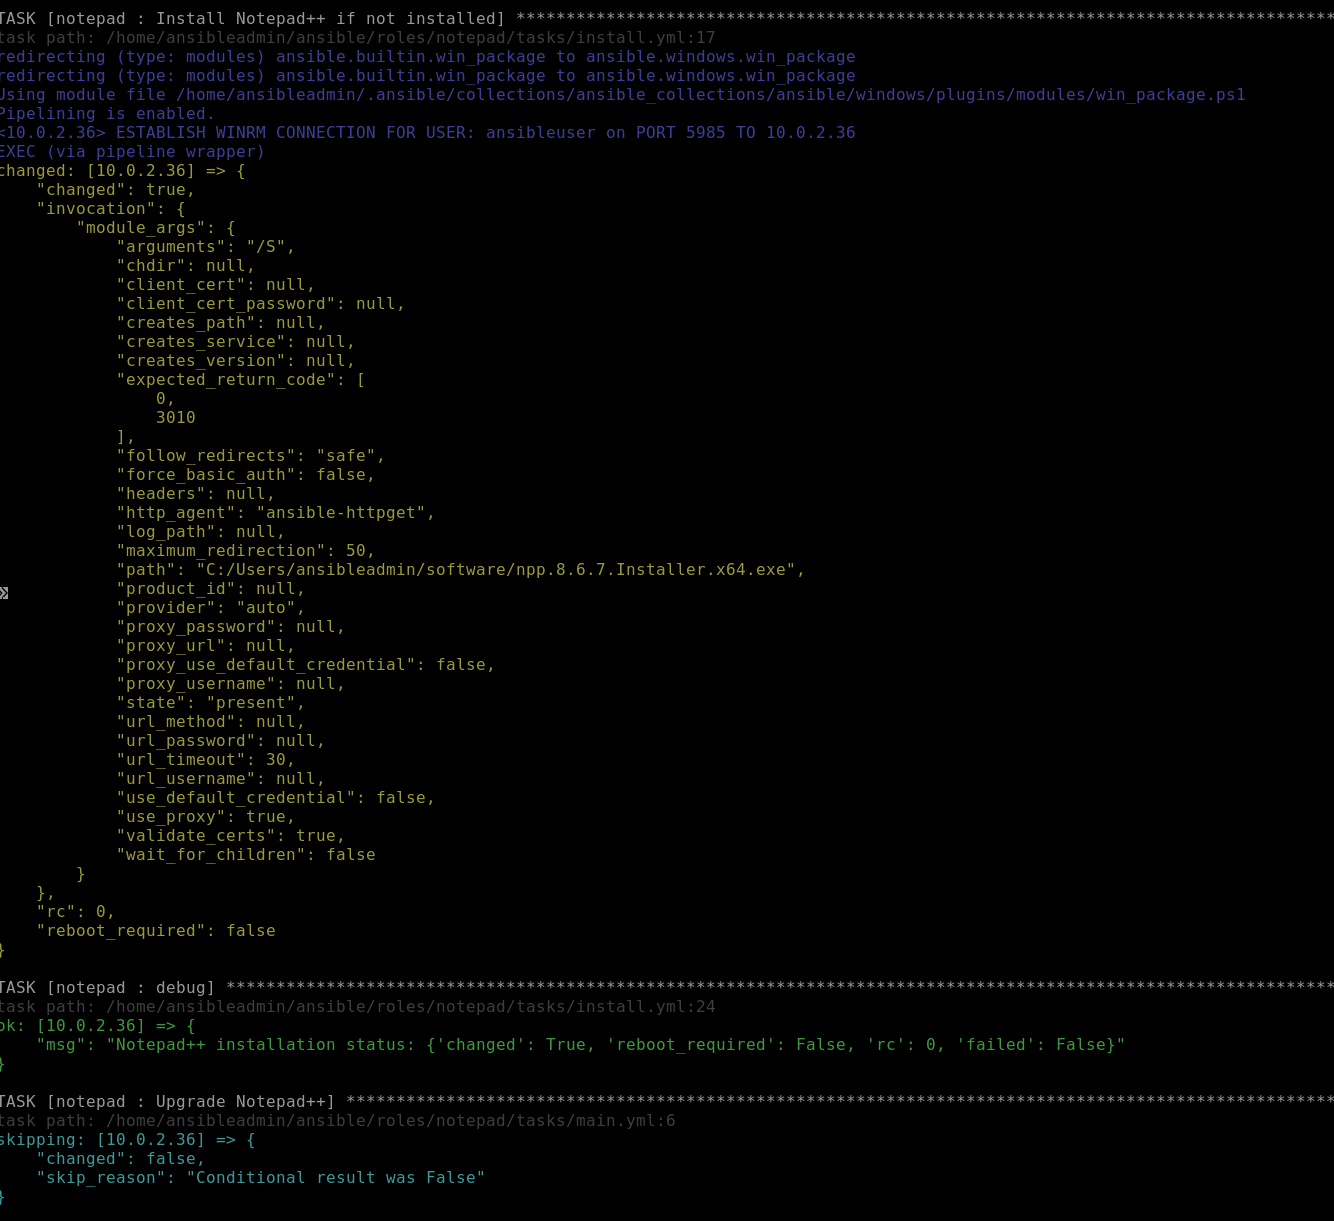 TASK [notepad : Install Notepad++ if not installed] **********************************************************************************
task path: /home/ansibleadmin/ansible/roles/notepad/tasks/install.yml:17
redirecting (type: modules) ansible.builtin.win_package to ansible.windows.win_package
redirecting (type: modules) ansible.builtin.win_package to ansible.windows.win_package
Using module file /home/ansibleadmin/.ansible/collections/ansible_collections/ansible/windows/plugins/modules/win_package.ps1
Pipelining is enabled.
<10.0.2.36> ESTABLISH WINRM CONNECTION FOR USER: ansibleuser on PORT 5985 TO 10.0.2.36
EXEC (via pipeline wrapper)
changed: [10.0.2.36] => {
    "changed": true,
    "invocation": {
        "module_args": {
            "arguments": "/S",
            "chdir": null,
            "client_cert": null,
            "client_cert_password": null,
            "creates_path": null,
            "creates_service": null,
            "creates_version": null,
            "expected_return_code": [
                0,
                3010
            ],
            "follow_redirects": "safe",
            "force_basic_auth": false,
            "headers": null,
            "http_agent": "ansible-httpget",
            "log_path": null,
            "maximum_redirection": 50,
            "path": "C:/Users/ansibleadmin/software/npp.8.6.7.Installer.x64.exe",
            "product_id": null,
            "provider": "auto",
            "proxy_password": null,
            "proxy_url": null,
            "proxy_use_default_credential": false,
            "proxy_username": null,
            "state": "present",
            "url_method": null,
            "url_password": null,
            "url_timeout": 30,
            "url_username": null,
            "use_default_credential": false,
            "use_proxy": true,
            "validate_certs": true,
            "wait_for_children": false
        }
    },
    "rc": 0,
    "reboot_required": false
}
TASK [notepad : debug] ***************************************************************************************************************
task path: /home/ansibleadmin/ansible/roles/notepad/tasks/install.yml:24
ok: [10.0.2.36] => {
    "msg": "Notepad++ installation status: {'changed': True, 'reboot_required': False, 'rc': 0, 'failed': False}"
}
TASK [notepad : Upgrade Notepad++] ***************************************************************************************************
task path: /home/ansibleadmin/ansible/roles/notepad/tasks/main.yml:6
skipping: [10.0.2.36] => {
    "changed": false,
    "skip_reason": "Conditional result was False"
}